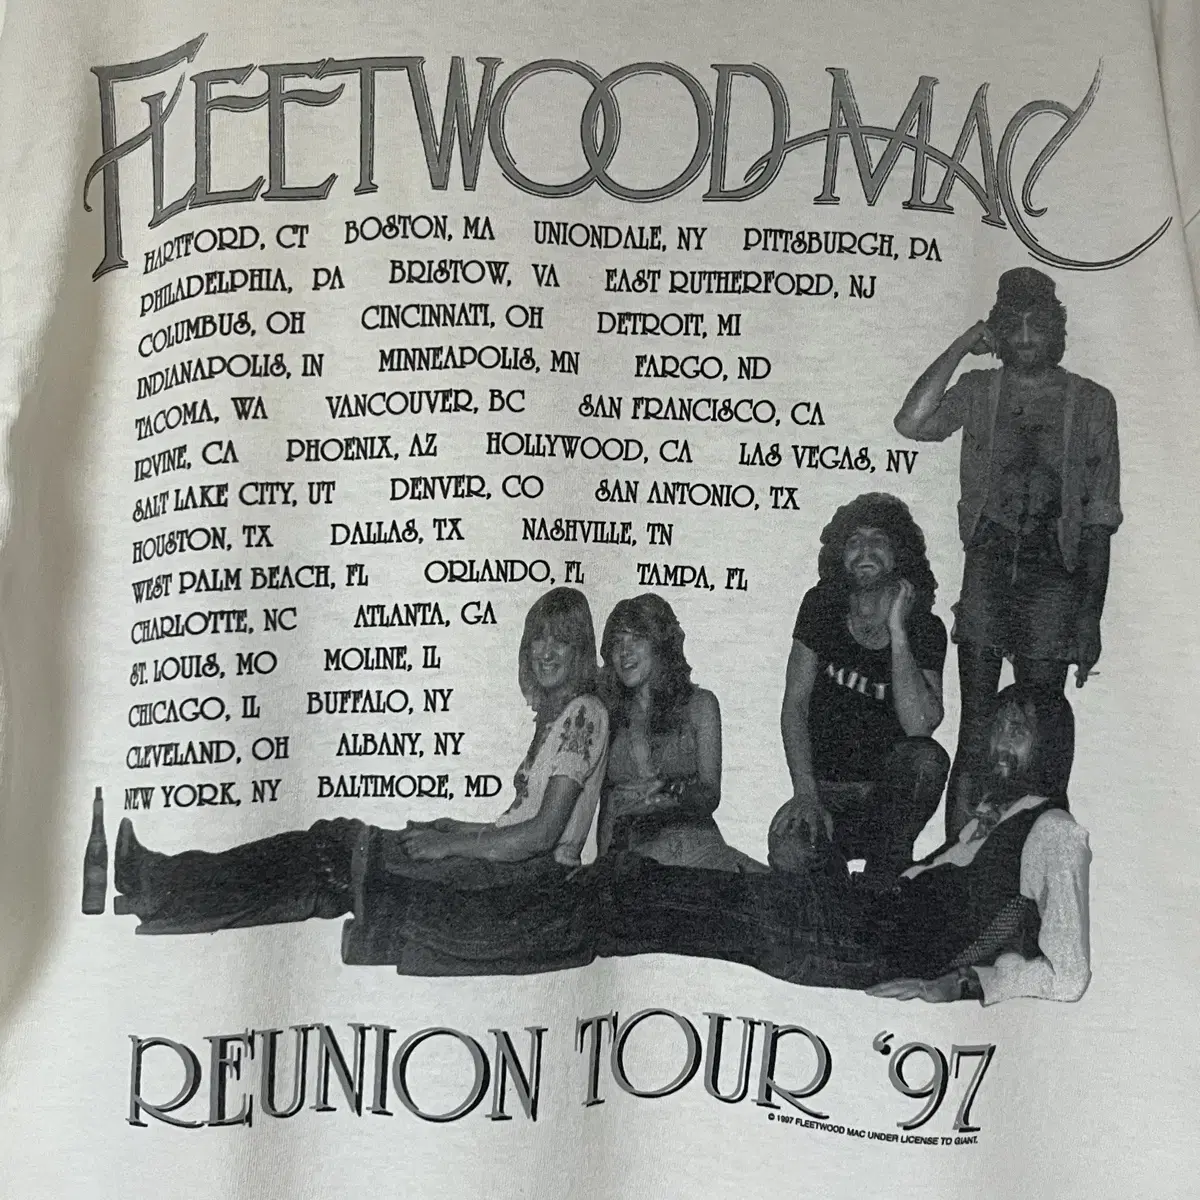 FLEETWOOD MAC
HARTFORD, CT BOSTON, MA UNIONDALE, NY PITTSBURGH, PA
PHILADELPHIA, PA BRISTOW, VA EAST RUTHERFORD, NJ
COLUMBUS, OH CINCINNATI, OH DETROIT, MI
INDIANAPOLIS, IN MINNEAPOLIS, MN FARGO, ND
TACOMA, WA VANCOUVER, BC SAN FRANCISCO, CA
IRVINE, CA PHOENIX, AZ HOLLYWOOD, CA LAS VEGAS, NV
SALT LAKE CITY, UT DENVER, CO SAN ANTONIO, TX
HOUSTON, TX DALLAS, TX NASHVILLE, TN
WEST PALM BEACH, FL ORLANDO, FL TAMPA, FL
CHARLOTTE, NC ATLANTA, GA
ST. LOUIS, MO MOLINE, IL
CHICAGO, IL BUFFALO, NY
CLEVELAND, OH ALBANY, NY
NEW YORK, NY BALTIMORE, MD
REUNION TOUR ‘97
© 1997 FLEETWOOD MAC UNDER LICENSE TO GIANT.